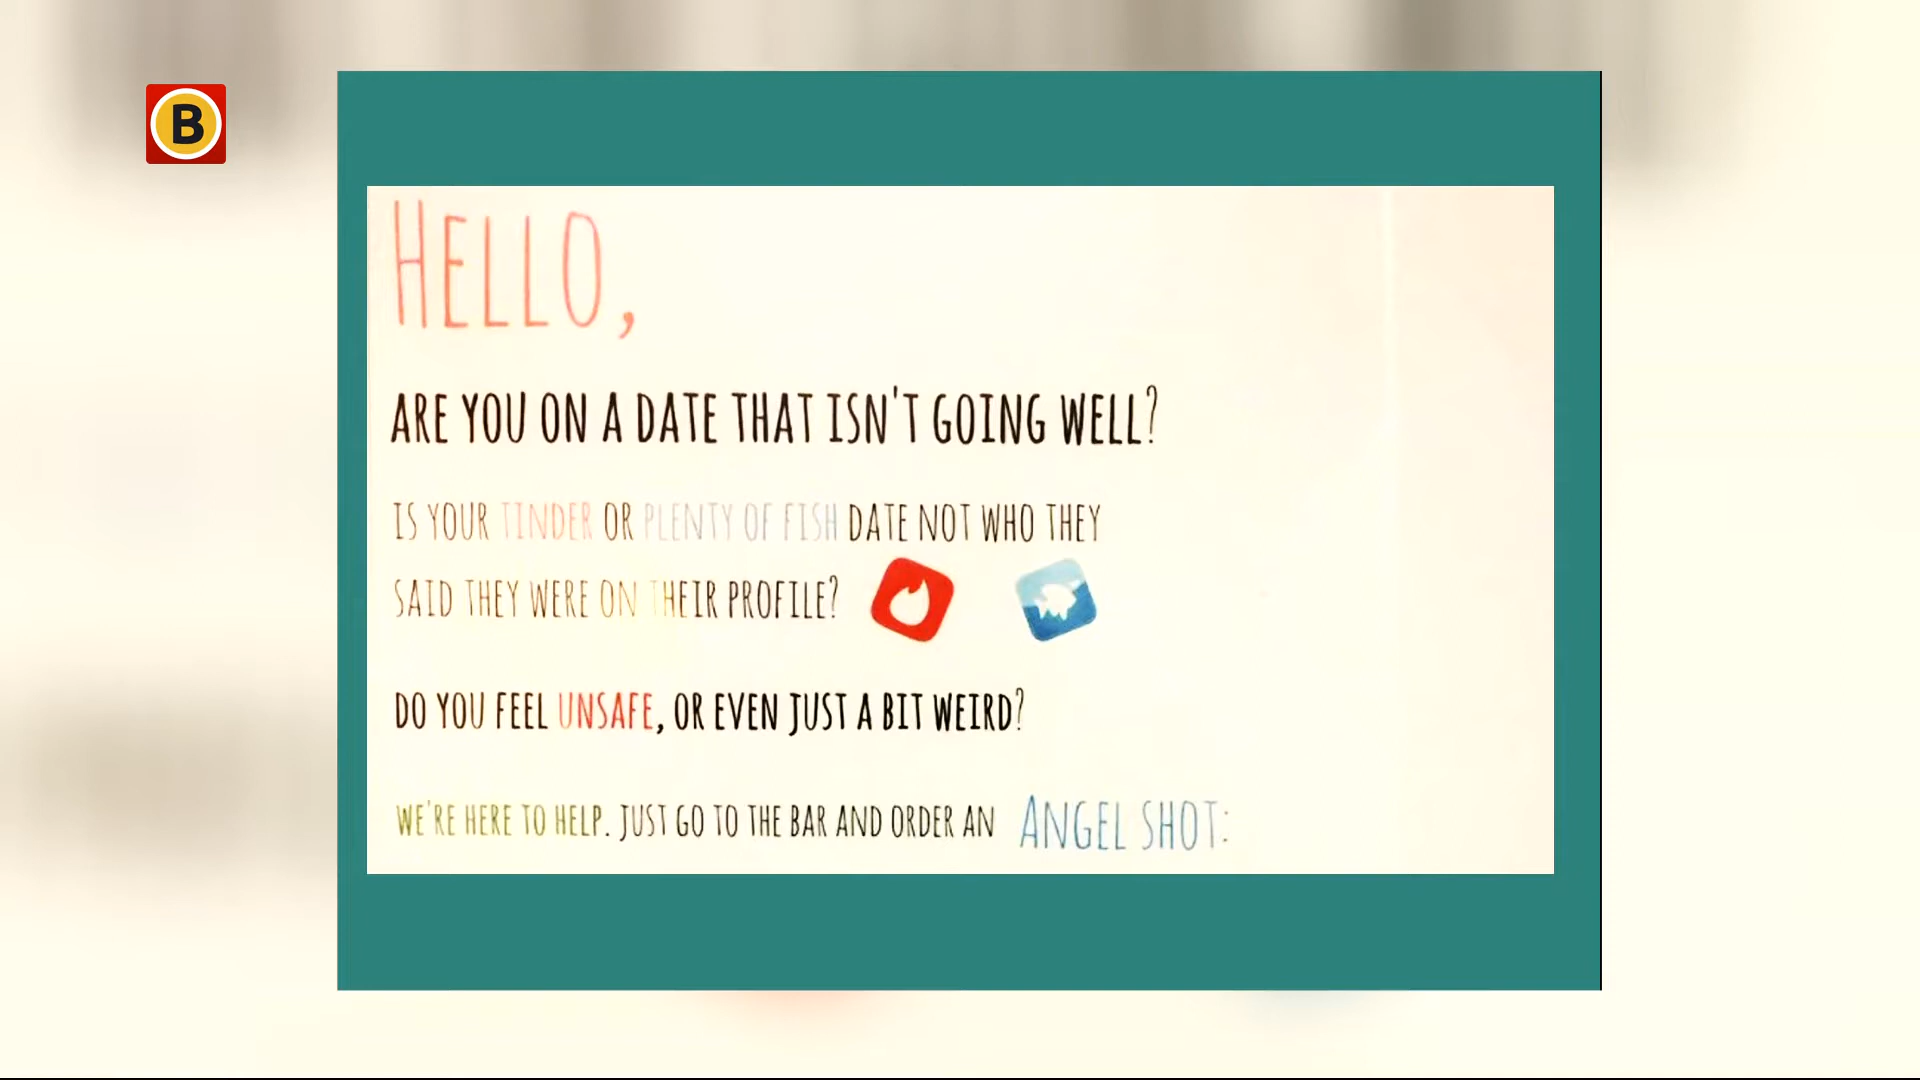 B
HELLO,
ARE YOU ON A DATE THAT ISN'T GOING WELL?
IS YOUR TINDER OR PLENTY OF FISH DATE NOT WHO THEY
SAID THEY WERE ON THEIR PROFILE?
DO YOU FEEL UNSAFE, OR EVEN JUST A BIT WEIRD?
WE'RE HERE TO HELP. JUST GO TO THE BAR AND ORDER AN ANGEL SHOT: